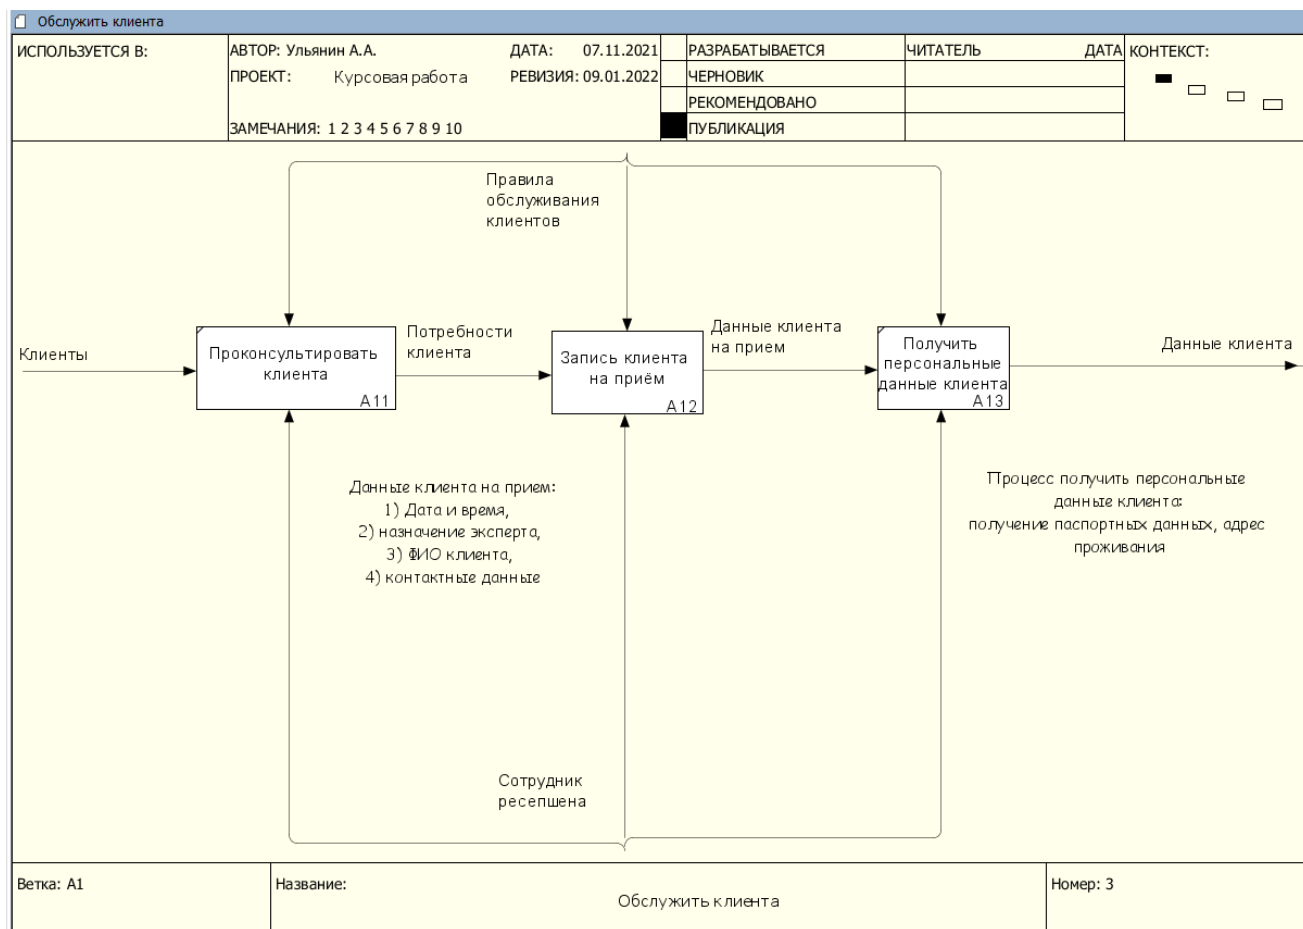 Обслужить клиента
ИСПОЛЬЗУЕТСЯ В:
АВТОР: Ульянин А.А.
ДАТА: 07.11.2021
ПРОЕКТ: Курсовая работа
РЕВИЗИЯ: 09.01.2022
ЗАМЕЧАНИЯ: 1 2 3 4 5 6 7 8 9 10
РАЗРАБАТЫВАЕТСЯ
ЧЕРНОВИК
РЕКОМЕНДОВАНО
ПУБЛИКАЦИЯ
ЧИТАТЕЛЬ
ДАТА
КОНТЕКСТ:
Правила
обслуживания
клиентов
Клиенты
Проконсультировать
клиента
A11
Потребности
клиента
Запись клиента
на приём
A12
Данные клиента
на прием
Получить
персональные
данные клиента
A13
Данные клиента
Данные клиента на прием:
1) Дата и время,
2) назначение эксперта,
3) ФИО клиента,
4) контактные данные
Процесс получить персональные
данные клиента:
получение паспортных данных, адрес
проживания
Сотрудник
ресепшена
Ветка: A1
Название:
Обслужить клиента
Номер: 3